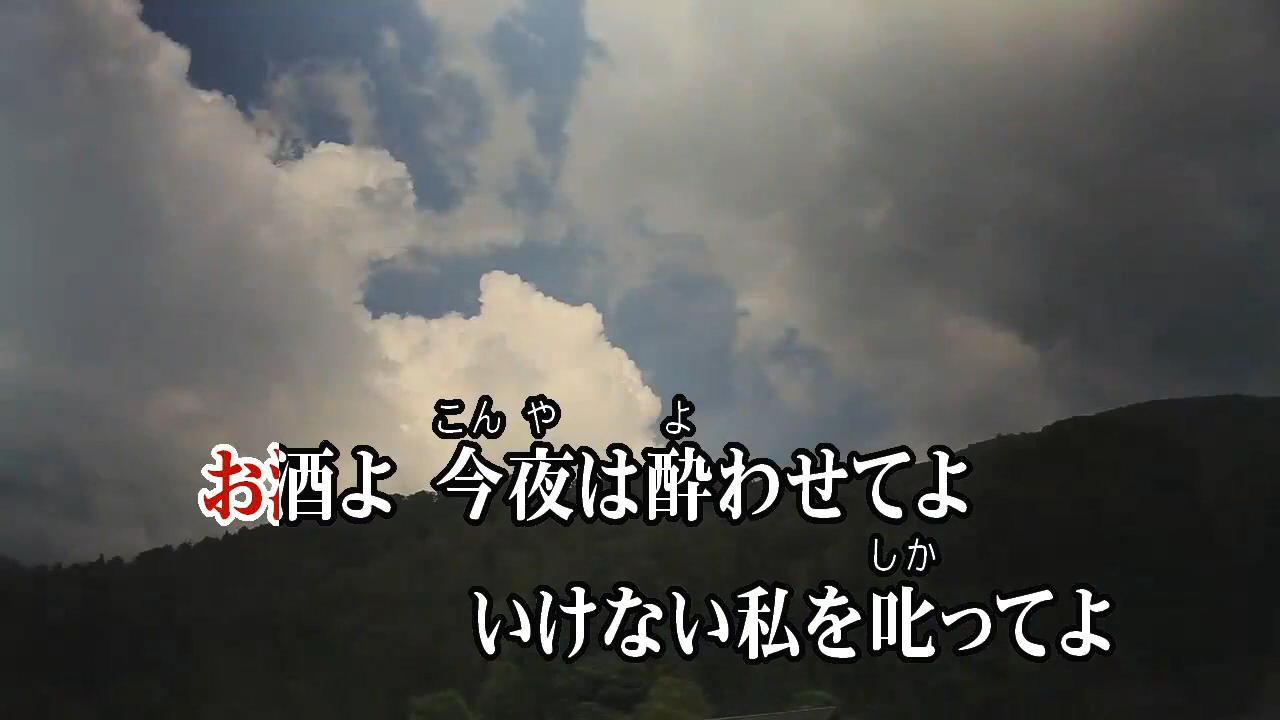 こんや よ
お酒よ 今夜は酔わせてよ
しか
いけない私を叱ってよ